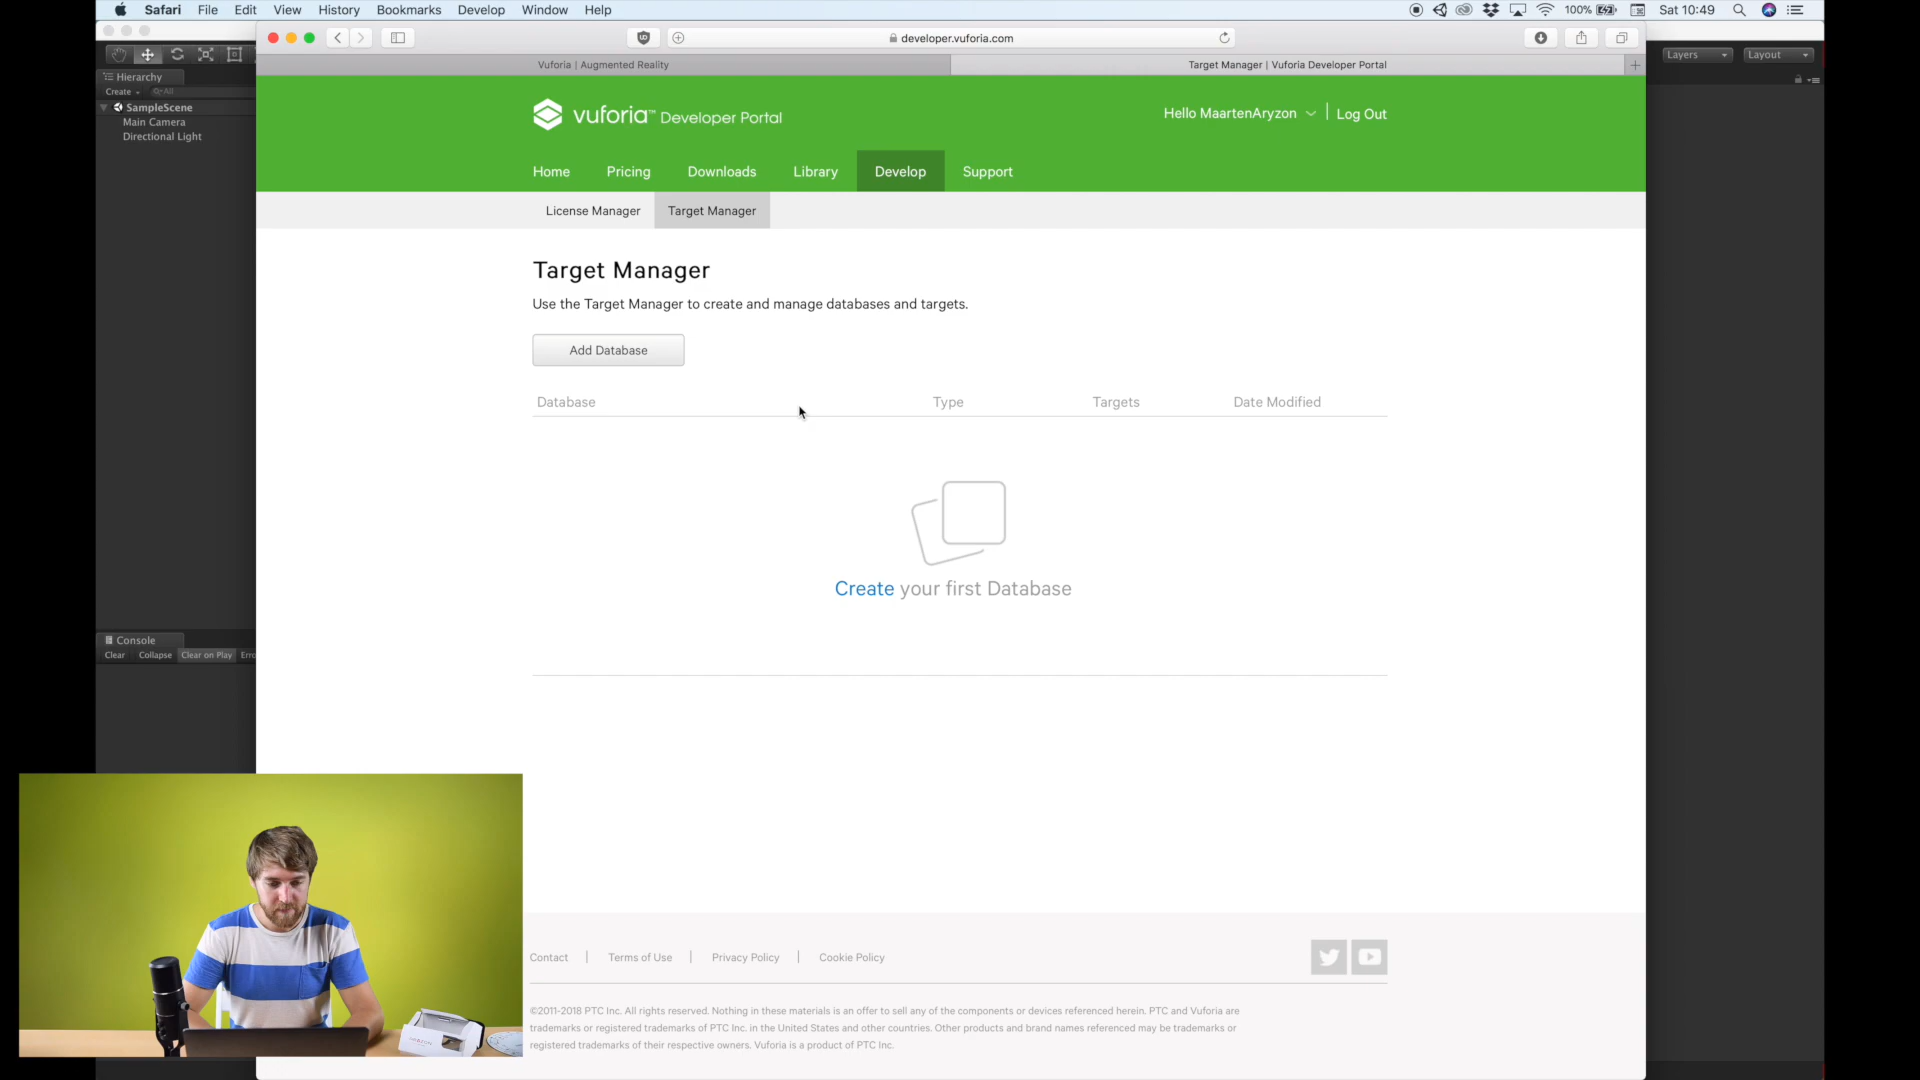 Safari File Edit View History Bookmarks Develop Window Help 100% Sat 10:49
developer.vuforia.com
Layers Layout
Vuforia | Augmented Reality
Target Manager | Vuforia Developer Portal
Hierarchy
Create All
SampleScene
Main Camera
Directional Light
vuforia™ Developer Portal
Hello MaartenAryzon
Log Out
Home Pricing Downloads Library Develop Support
License Manager Target Manager
Target Manager
Use the Target Manager to create and manage databases and targets.
Add Database
Database Type Targets Date Modified
Create your first Database
Console
Clear Collapse Clear on Play Erro
Contact | Terms of Use | Privacy Policy | Cookie Policy
©2011-2018 PTC Inc. All rights reserved. Nothing in these materials is an offer to sell any of the components or devices referenced herein. PTC and Vuforia are
trademarks or registered trademarks of PTC Inc. in the United States and other countries. Other products and brand names referenced may be trademarks or
registered trademarks of their respective owners. Vuforia is a product of PTC Inc.